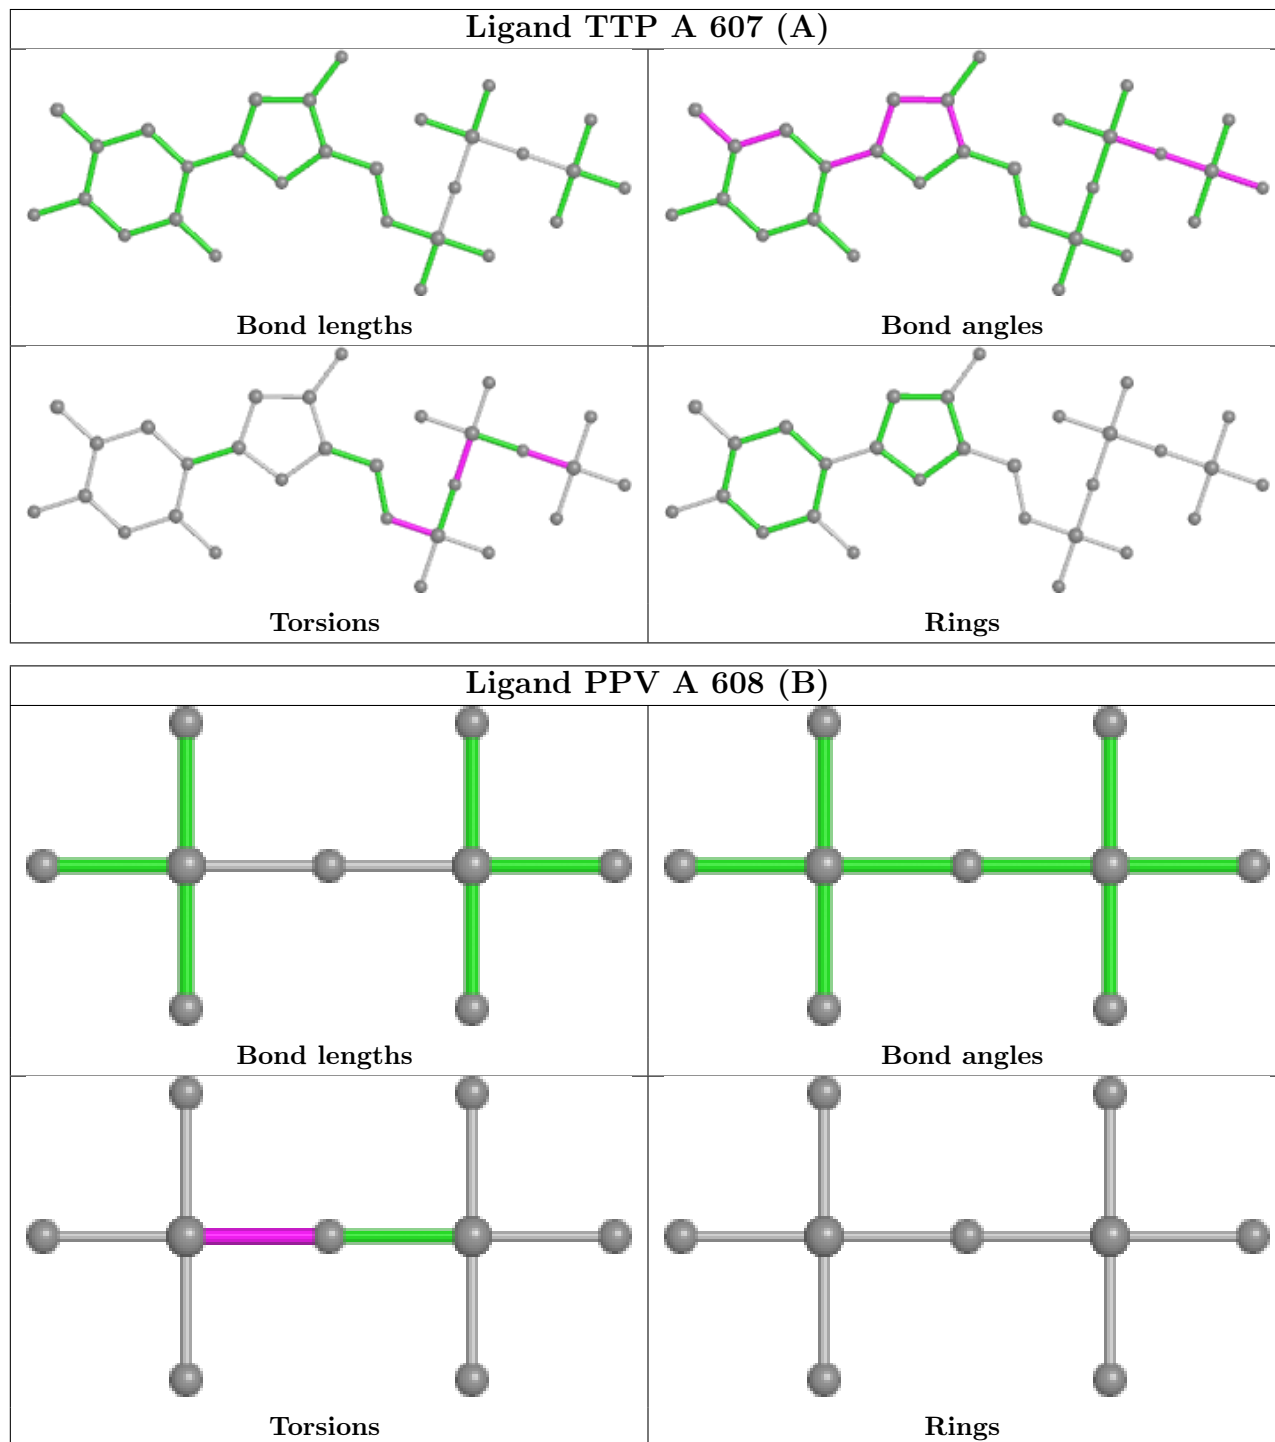 Ligand TTP A 607 (A)
Bond lengths
Bond angles
Torsions
Rings
Ligand PPV A 608 (B)
Bond lengths
Bond angles
Torsions
Rings